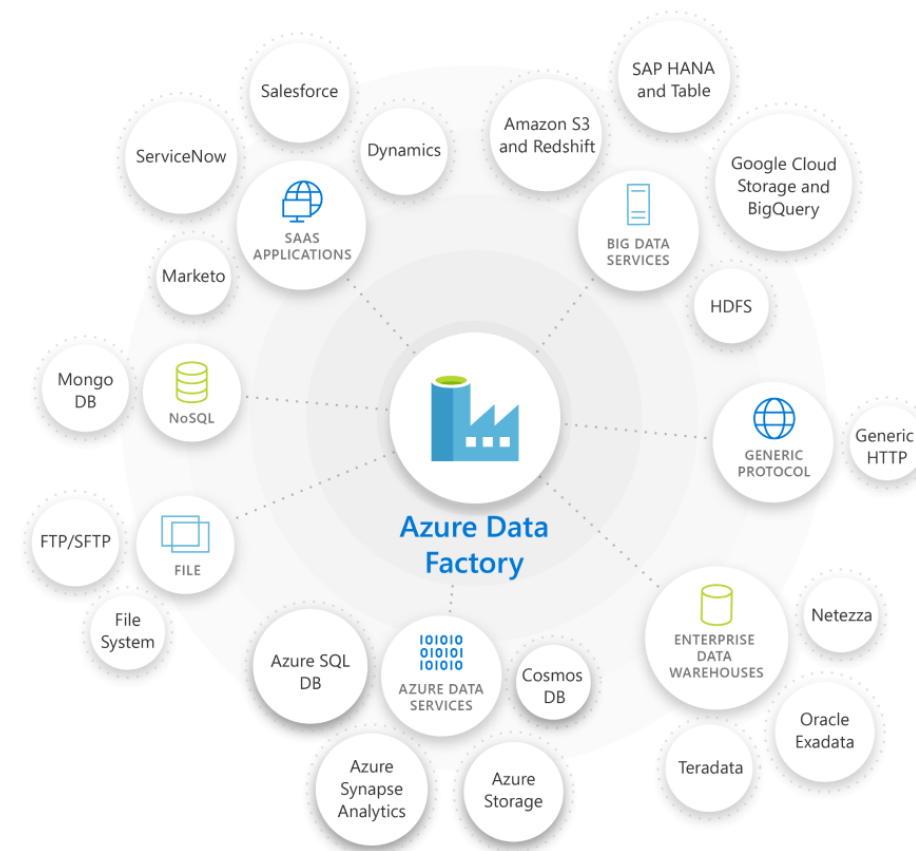 Salesforce
ServiceNow
Dynamics
SAAS
APPLICATIONS
Marketo
Amazon S3
and Redshift
SAP HANA
and Table
Google Cloud
Storage and
BigQuery
BIG DATA
SERVICES
HDFS
Mongo
DB
NoSQL
GENERIC
PROTOCOL
Generic
HTTP
Azure Data
Factory
FTP/SFTP
FILE
File
System
Azure SQL
DB
IOIOIO
OIOIOI
IOIOIO
AZURE DATA
SERVICES
Cosmos
DB
Azure
Synapse
Analytics
Azure
Storage
ENTERPRISE
DATA
WAREHOUSES
Netezza
Oracle
Exadata
Teradata